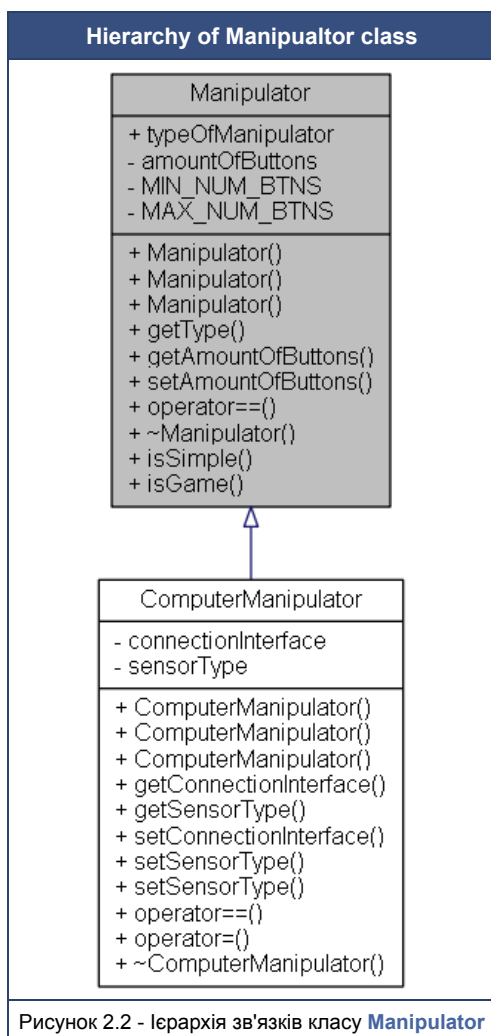 Hierarchy of Manipualtor class
Manipulator
+ typeOfManipulator
- amountOfButtons
- MIN_NUM_BTNS
- MAX_NUM_BTNS
+ Manipulator()
+ Manipulator()
+ Manipulator()
+ getType()
+ getAmountOfButtons()
+ setAmountOfButtons()
+ operator==()
+ ~Manipulator()
+ isSimple()
+ isGame()
ComputerManipulator
- connectionInterface
- sensorType
+ ComputerManipulator()
+ ComputerManipulator()
+ ComputerManipulator()
+ getConnectionInterface()
+ getSensorType()
+ setConnectionInterface()
+ setSensorType()
+ setSensorType()
+ operator==()
+ operator=()
+ ~ComputerManipulator()
Рисунок 2.2 - Ієрархія зв'язків класу Manipulator